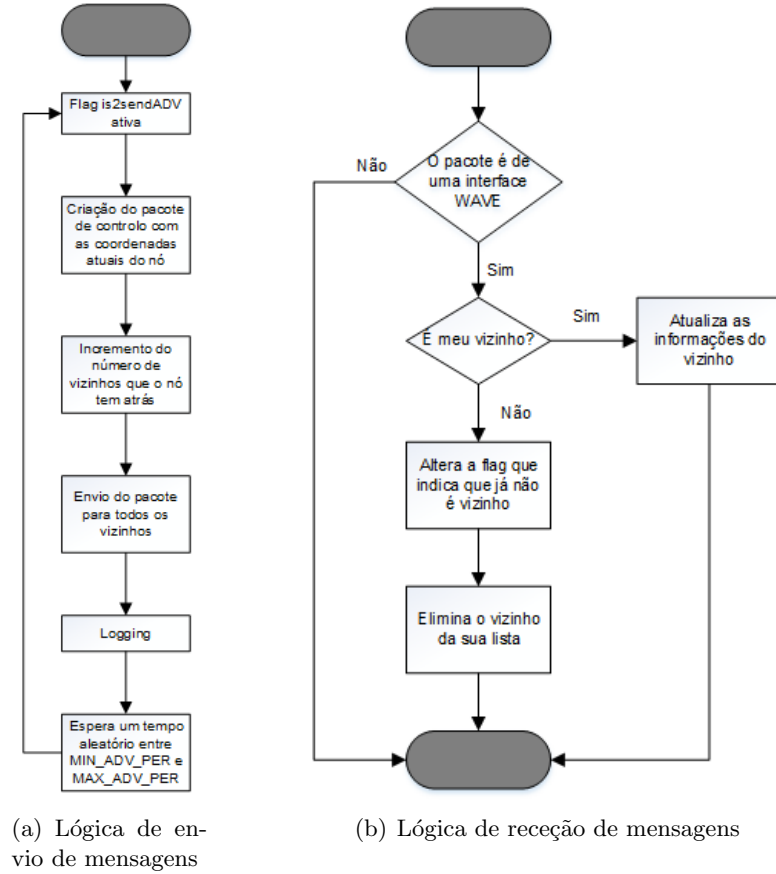 Flag is2sendADV
ativa
Criação do pacote
de controlo com
as coordenadas
atuais do nó
Incremento do
número de
vizinhos que o nó
tem atrás
Envio do pacote
para todos os
vizinhos
Logging
Espera um tempo
aleatório entre
MIN_ADV_PER e
MAX_ADV_PER
(a) Lógica de en-
vio de mensagens
O pacote é de
uma interface
WAVE
Não
Sim
É meu vizinho?
Sim
Atualiza as
informações do
vizinho
Não
Altera a flag que
indica que já não
é vizinho
Elimina o vizinho
da sua lista
(b) Lógica de receção de mensagens